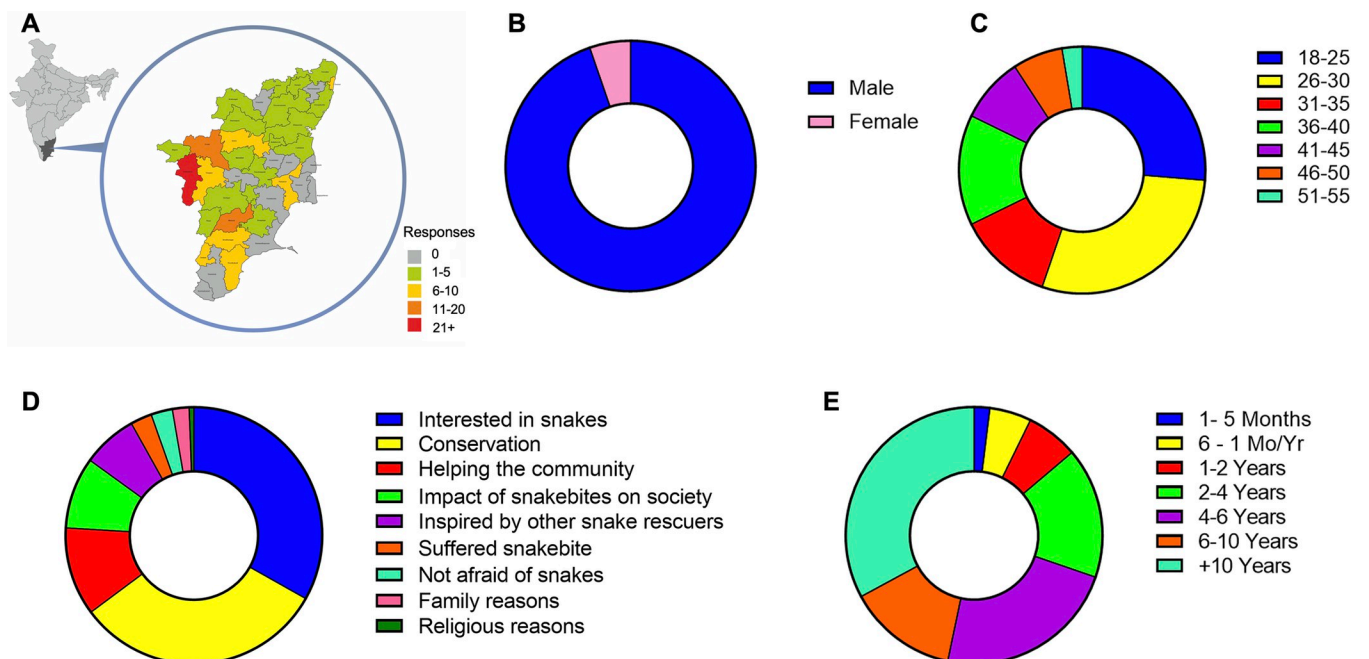 A
Responses
0
1-5
6-10
11-20
21+
B
Male
Female
C
18-25
26-30
31-35
36-40
41-45
46-50
51-55
D
Interested in snakes
Conservation
Helping the community
Impact of snakebites on society
Inspired by other snake rescuers
Suffered snakebite
Not afraid of snakes
Family reasons
Religious reasons
E
1- 5 Months
6 - 1 Mo/Yr
1-2 Years
2-4 Years
4-6 Years
6-10 Years
+10 Years